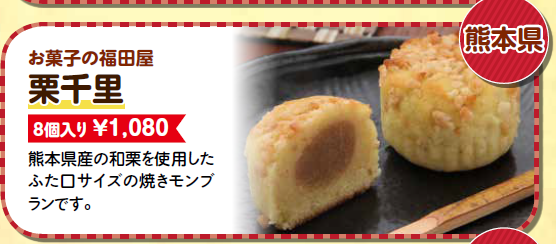 熊本県
お菓子の福田屋
栗千里
8個入り ¥1,080
熊本県産の和栗を使用した
ふた口サイズの焼きモンブ
ランです。